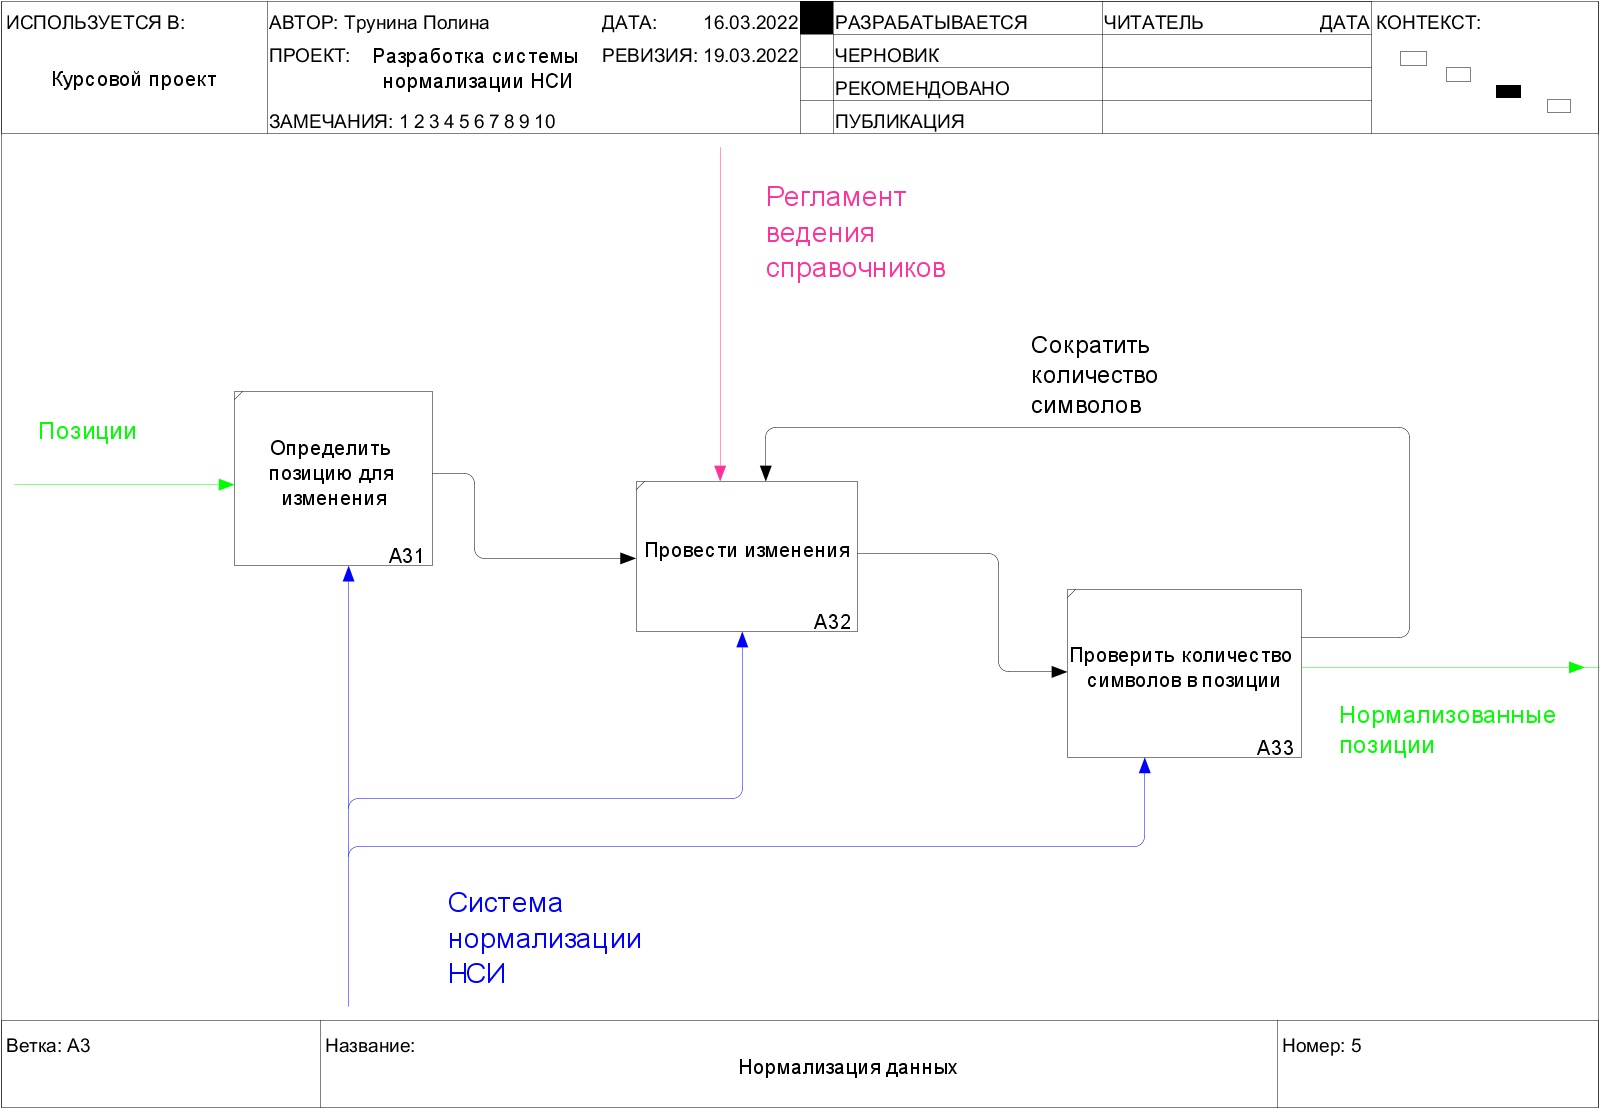 ИСПОЛЬЗУЕТСЯ В:
Курсовой проект
АВТОР: Трунина Полина
ДАТА: 16.03.2022
ПРОЕКТ: Разработка системы
нормализации НСИ
РЕВИЗИЯ: 19.03.2022
ЗАМЕЧАНИЯ: 1 2 3 4 5 6 7 8 9 10
РАЗРАБАТЫВАЕТСЯ
ЧЕРНОВИК
РЕКОМЕНДОВАНО
ПУБЛИКАЦИЯ
ЧИТАТЕЛЬ
ДАТА
КОНТЕКСТ:
Регламент
ведения
справочников
Сократить
количество
символов
Позиции
Определить
позицию для
изменения
A31
Провести изменения
A32
Проверить количество
символов в позиции
A33
Нормализованные
позиции
Система
нормализации
НСИ
Ветка: A3
Название:
Нормализация данных
Номер: 5